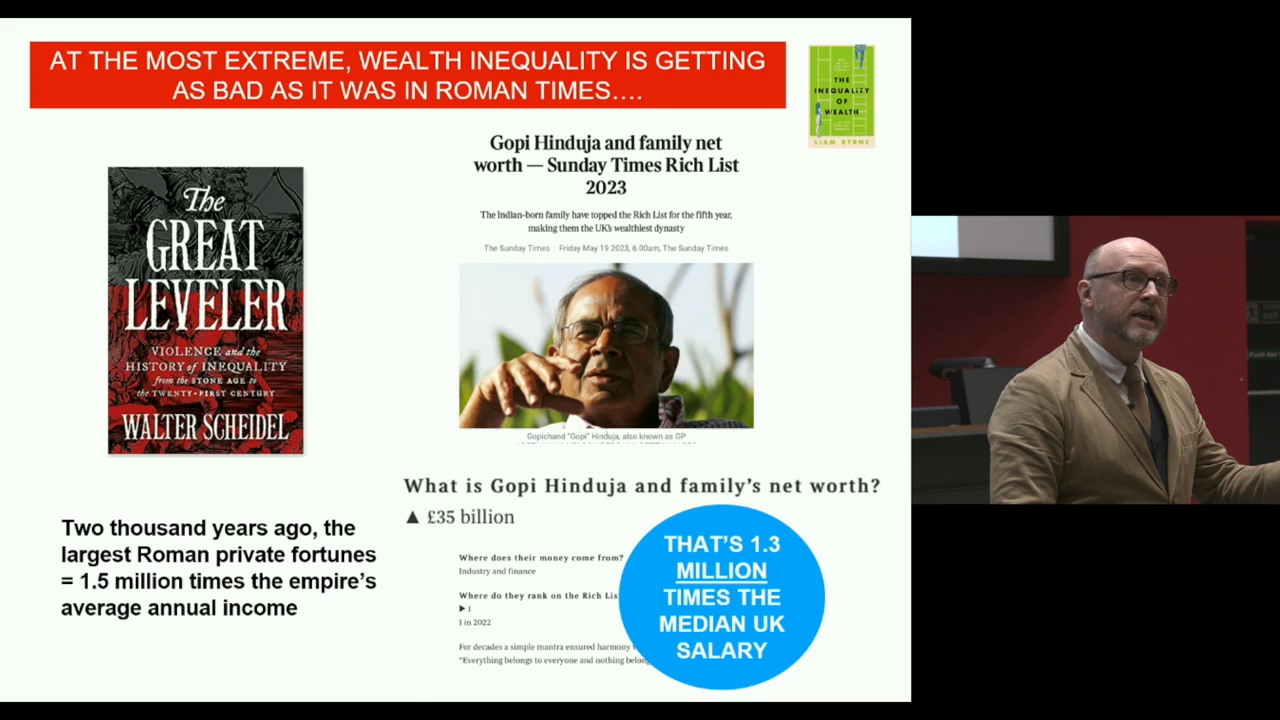 AT THE MOST EXTREME, WEALTH INEQUALITY IS GETTING
AS BAD AS IT WAS IN ROMAN TIMES….
THE
INEQUALITY
OF
WEALTH
LIAM BYRNE
The
GREAT
LEVELER
VIOLENCE and the
HISTORY of INEQUALITY
from the STONE AGE to
the TWENTY-FIRST CENTURY
WALTER SCHEIDEL
Two thousand years ago, the
largest Roman private fortunes
= 1.5 million times the empire’s
average annual income
Gopi Hinduja and family net
worth — Sunday Times Rich List
2023
The Indian-born family have topped the Rich List for the fifth year,
making them the UK's wealthiest dynasty
The Sunday Times | Friday May 19 2023, 6.00am, The Sunday Times
Gopichand "Gopi" Hinduja, also known as GP
What is Gopi Hinduja and family’s net worth?
▲ £35 billion
Where does their money come from?
Industry and finance
Where do they rank on the Rich Lis
▶ 1
1 in 2022
For decades a simple mantra ensured harmony
“Everything belongs to everyone and nothing belon
THAT’S 1.3
MILLION
TIMES THE
MEDIAN UK
SALARY